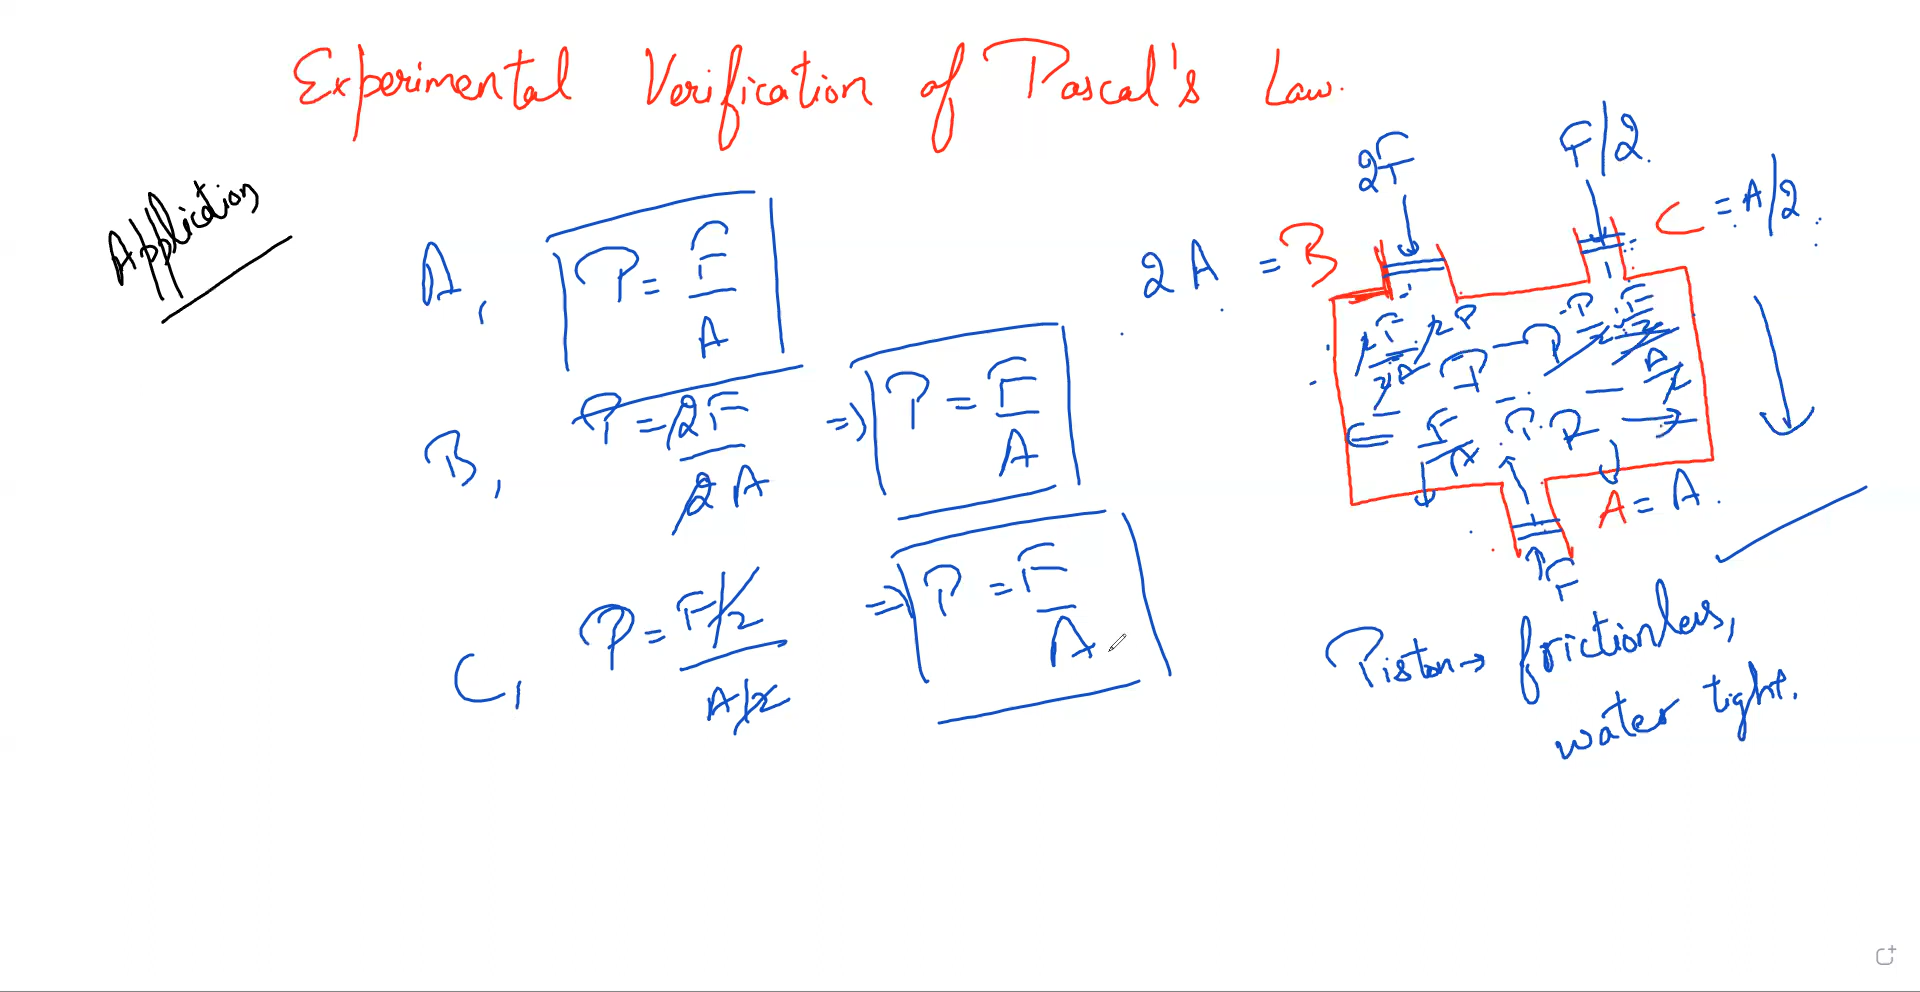 Experimental Verification of Pascal's Law.
Application
A, P = F/A
B, P = 2F/2A => P = F/A
C, P = F/2/A/2 => P = F/A
2F
F/2.
2A = B
C = A/2
A = A.
F
Piston → frictionless,
water tight.